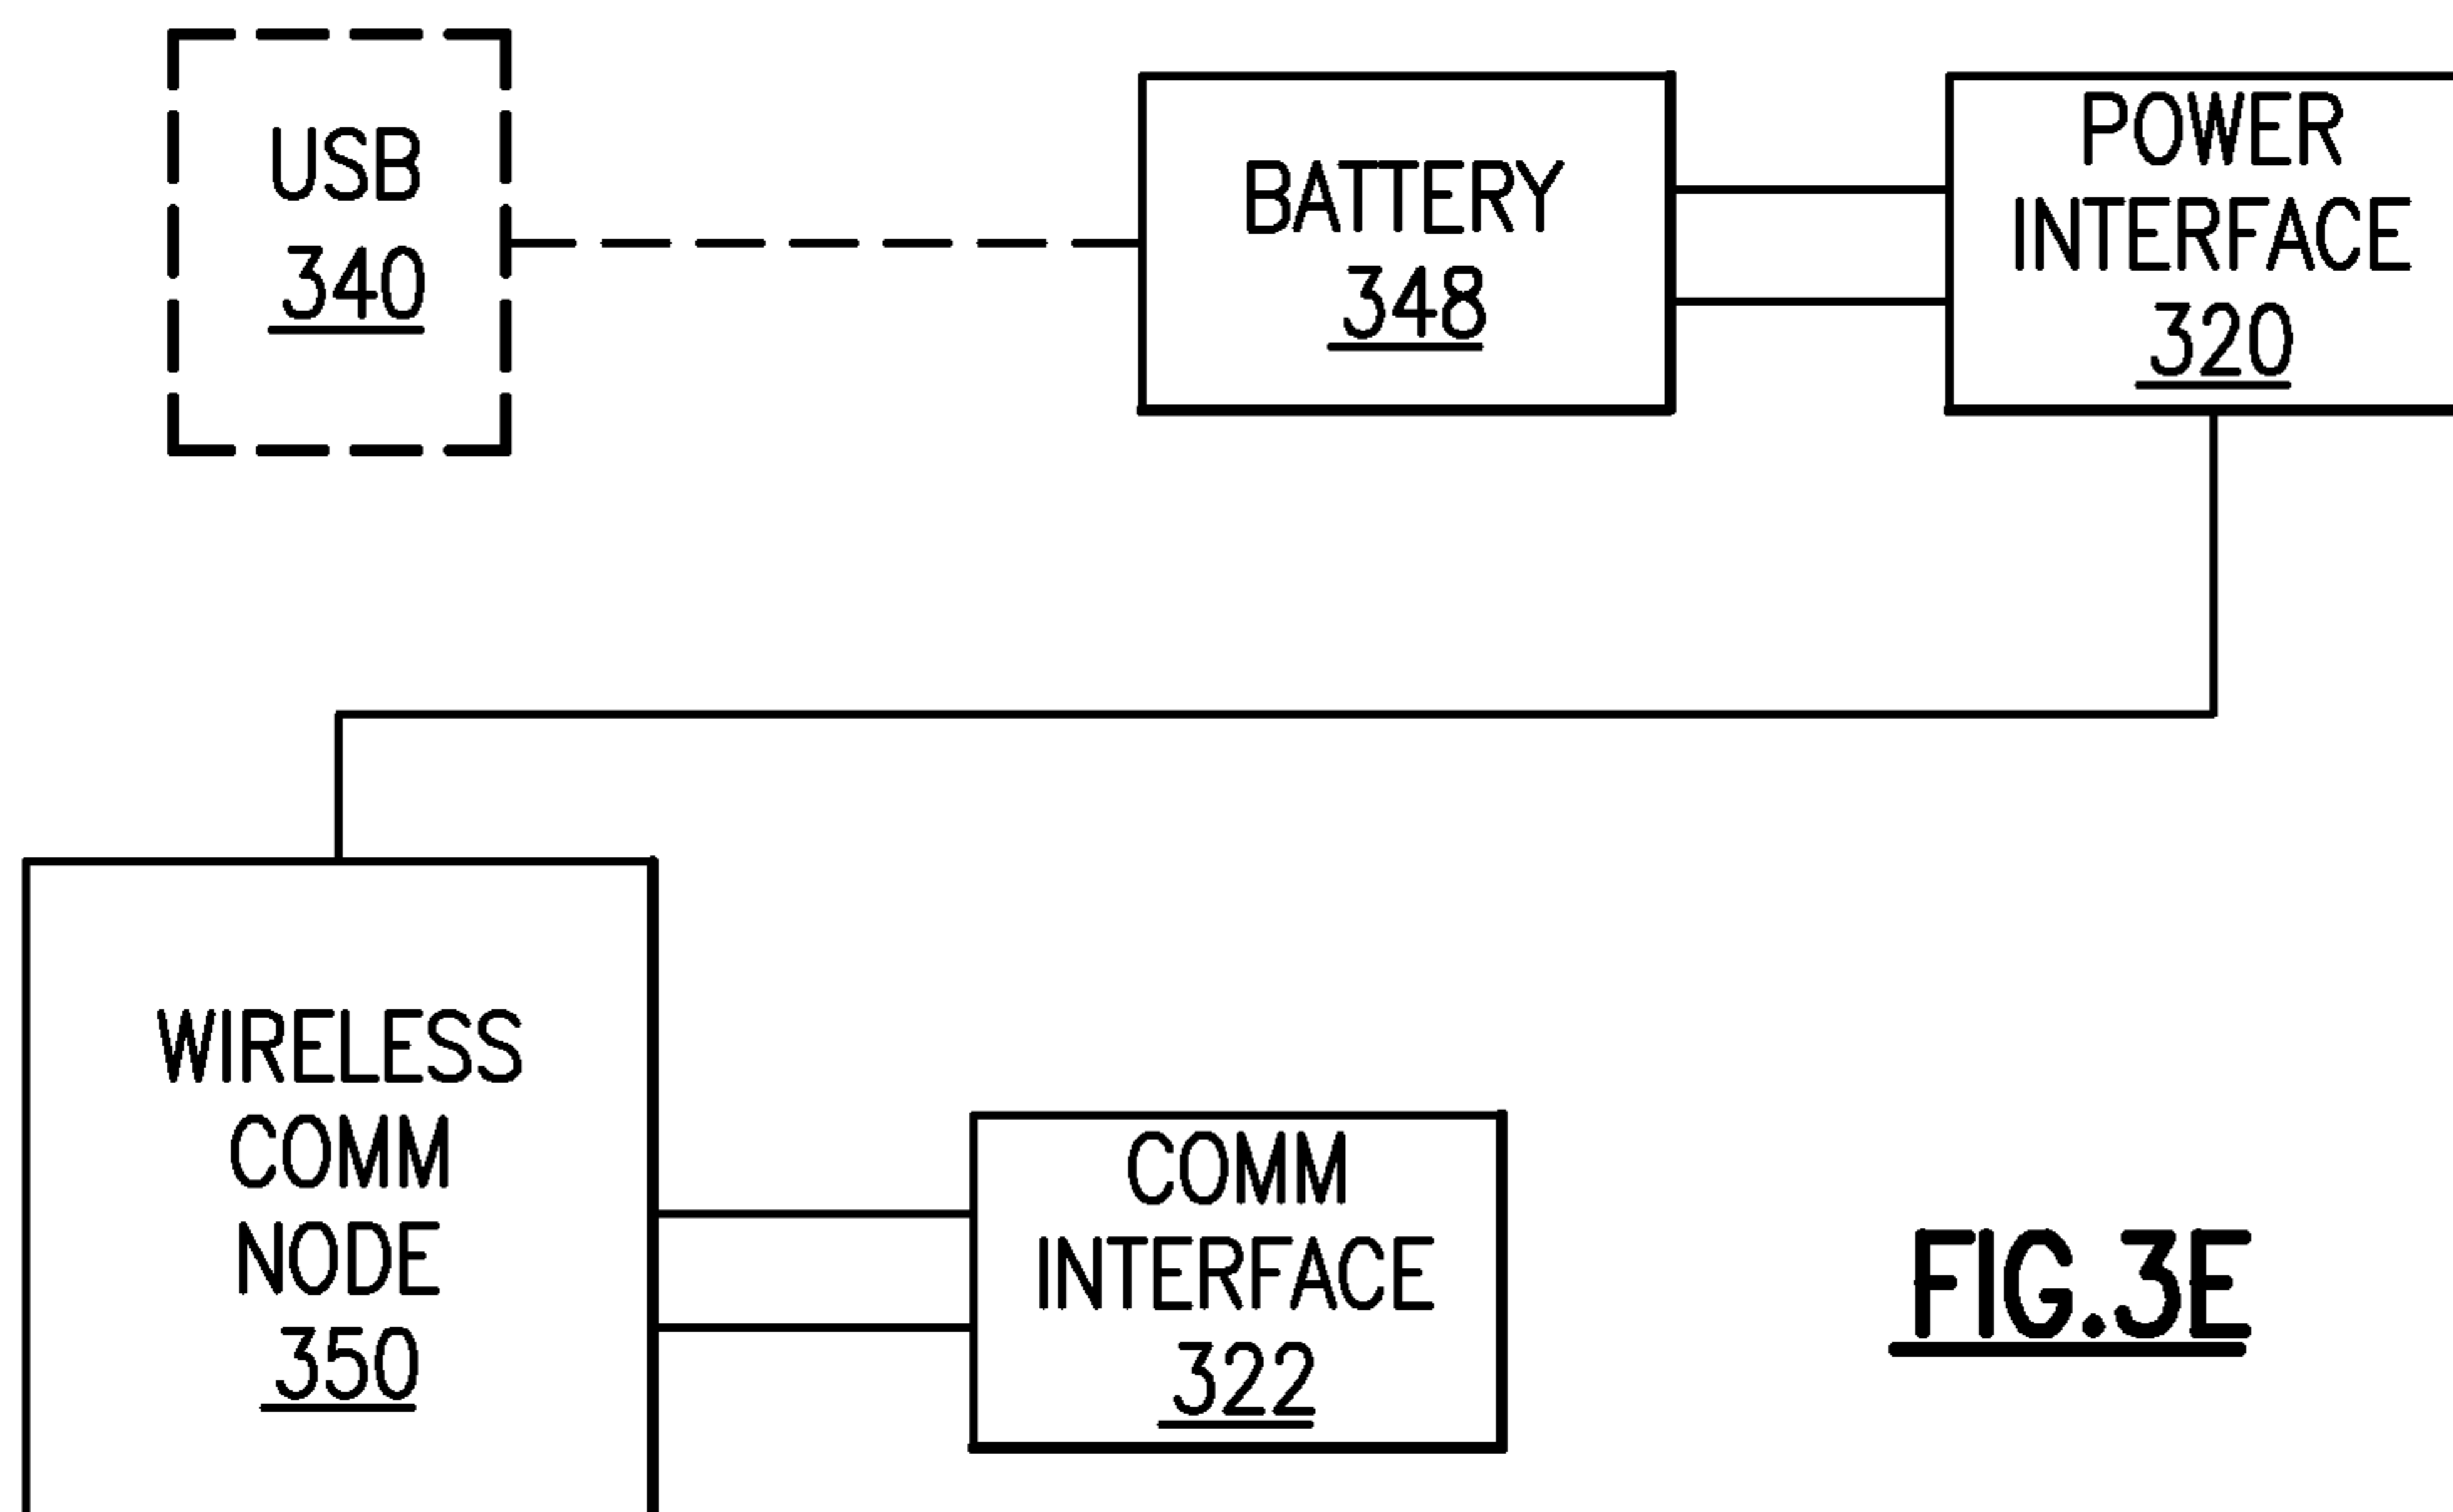 USB
340
BATTERY
348
POWER
INTERFACE
320
WIRELESS
COMM
NODE
350
COMM
INTERFACE
322
FIG.3E